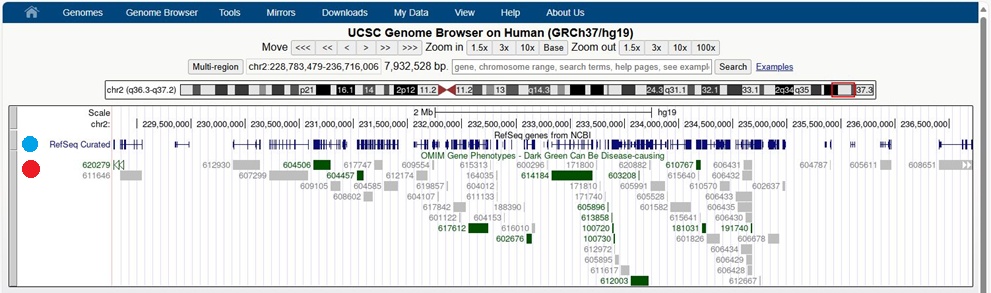 Genomes Genome Browser Tools Mirrors Downloads My Data View Help About Us
UCSC Genome Browser on Human (GRCh37/hg19)
Move <<< << < > >> >>> Zoom in 1.5x 3x 10x Base Zoom out 1.5x 3x 10x 100x
Multi-region chr2:228,783,479-236,716,006 7,932,528 bp. gene, chromosome range, search terms, help pages, see exampl Search Examples
chr2 (q36.3-q37.2) p21 16.1 14 2p12 11.2 11.2 13 q14.3 24.3 q31.1 32.1 33.1 2q34 q35 37.3
Scale 2 Mb hg19
chr2: 229,500,000 230,000,000 230,500,000 231,000,000 231,500,000 232,000,000 232,500,000 233,000,000 233,500,000 234,000,000 234,500,000 235,000,000 235,500,000 236,000,000 236,500,000
RefSeq genes from NCBI
RefSeq Curated
OMIM Gene Phenotypes - Dark Green Can Be Disease-causing
620279 612930 604506 617747 609554 615313 600296 171800 620882 610767 606431 604787 605611 608651
611646 607299 604457 612174 164035 614184 603208 615640 606432
609105 604585 619857 604012 171810 605991 610570 602637
608602 604107 611133 171740 605528 606433
617842 188390 605896 601582 606435
601122 604153 613858 615641 606430
617612 616010 100720 181031 191740
602676 100730 601826 606678
612972 606434
605895 606429
611617 606428
612003 612667